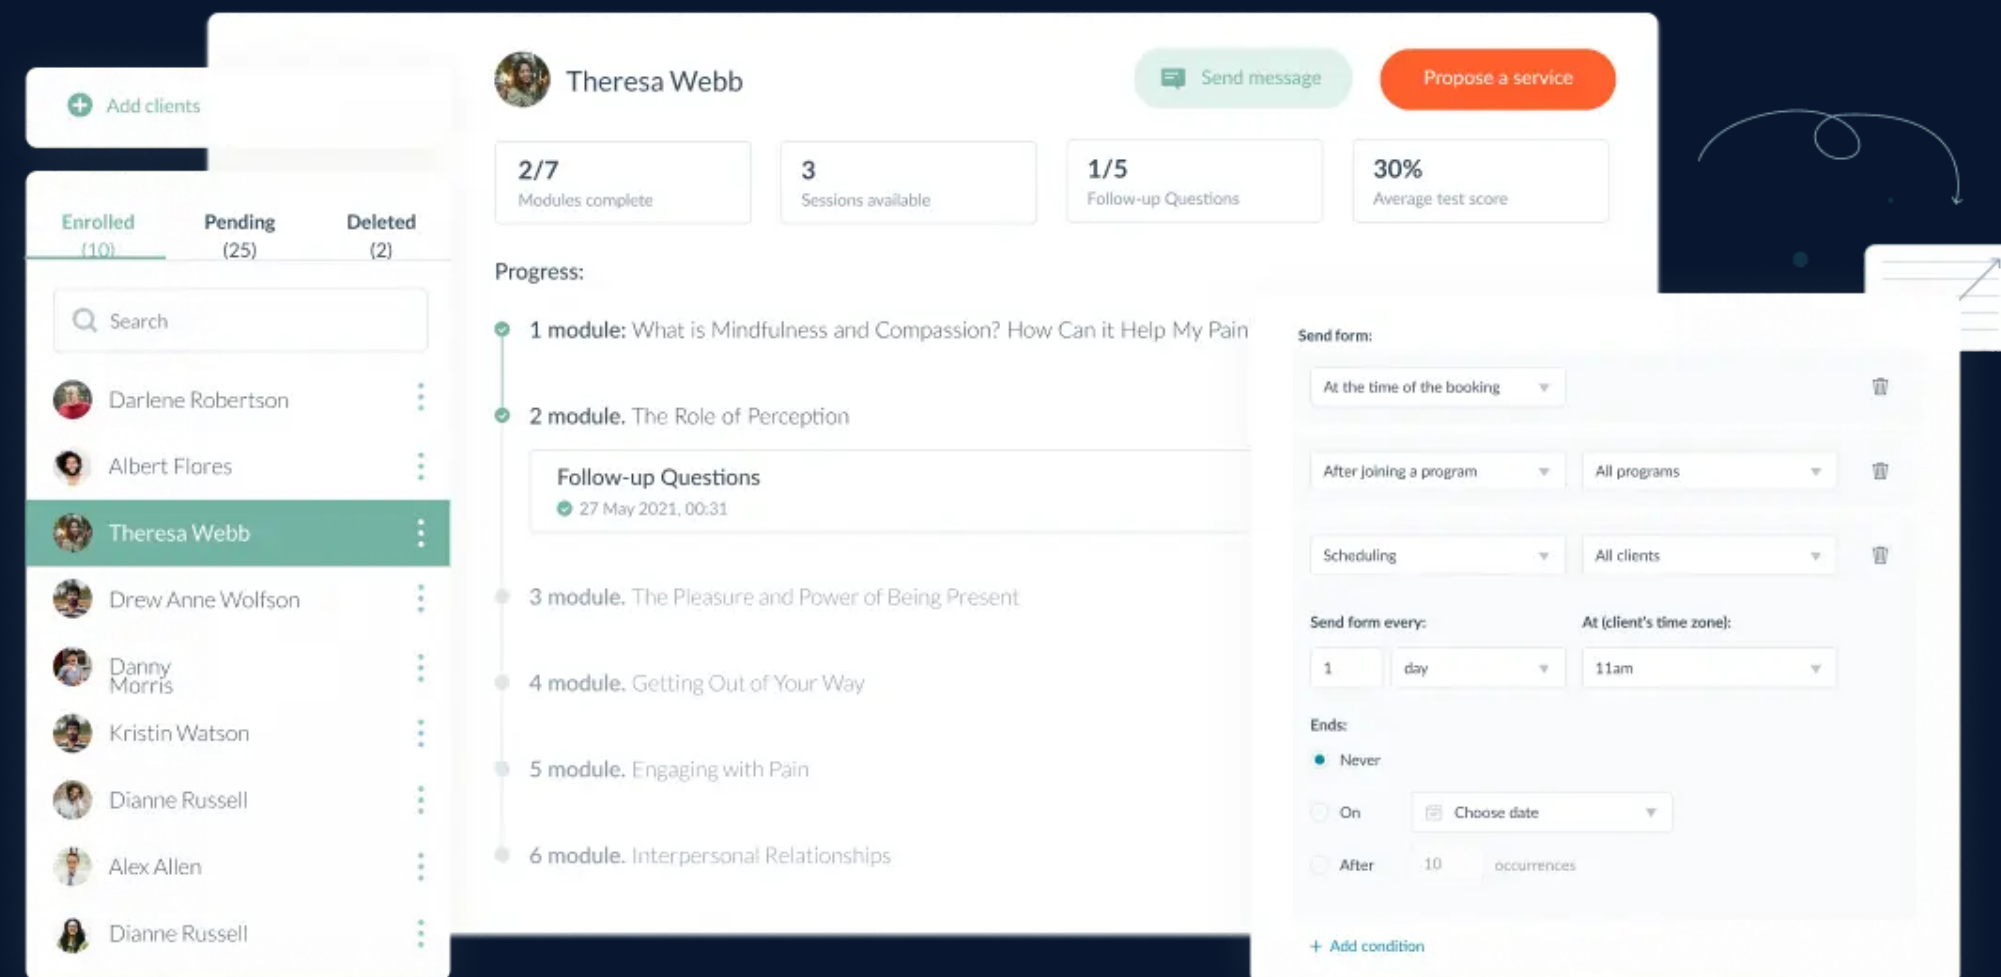 Add clients
Enrolled
(10)
Pending
(25)
Deleted
(2)
Search
Darlene Robertson
Albert Flores
Theresa Webb
Drew Anne Wolfson
Danny
Morris
Kristin Watson
Dianne Russell
Alex Allen
Dianne Russell
Theresa Webb
Send message
Propose a service
2/7
Modules complete
3
Sessions available
1/5
Follow-up Questions
30%
Average test score
Progress:
1 module: What is Mindfulness and Compassion? How Can it Help My Pain
2 module. The Role of Perception
Follow-up Questions
27 May 2021, 00:31
3 module. The Pleasure and Power of Being Present
4 module. Getting Out of Your Way
5 module. Engaging with Pain
6 module. Interpersonal Relationships
Send form:
At the time of the booking
After joining a program
All programs
Scheduling
All clients
Send form every:
At (client's time zone):
1
day
11am
Ends:
Never
On
Choose date
After
10
occurrences
+ Add condition